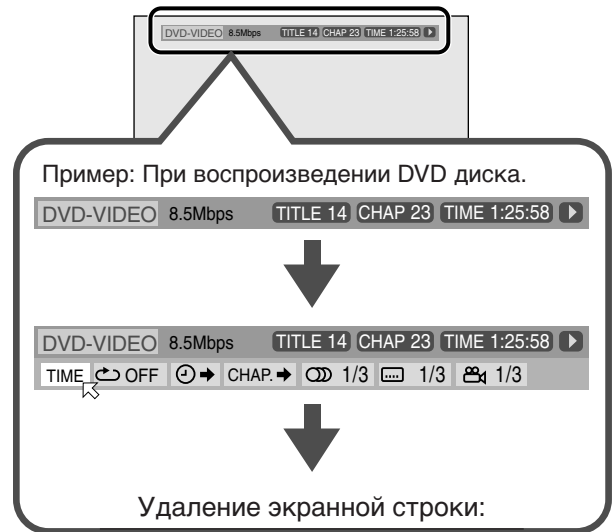 DVD-VIDEO 8.5Mbps TITLE 14 CHAP 23 TIME 1:25:58
Пример: При воспроизведении DVD диска.
DVD-VIDEO 8.5Mbps TITLE 14 CHAP 23 TIME 1:25:58
DVD-VIDEO 8.5Mbps TITLE 14 CHAP 23 TIME 1:25:58
TIME OFF CHAP. 1/3 1/3 1/3
Удаление экранной строки: